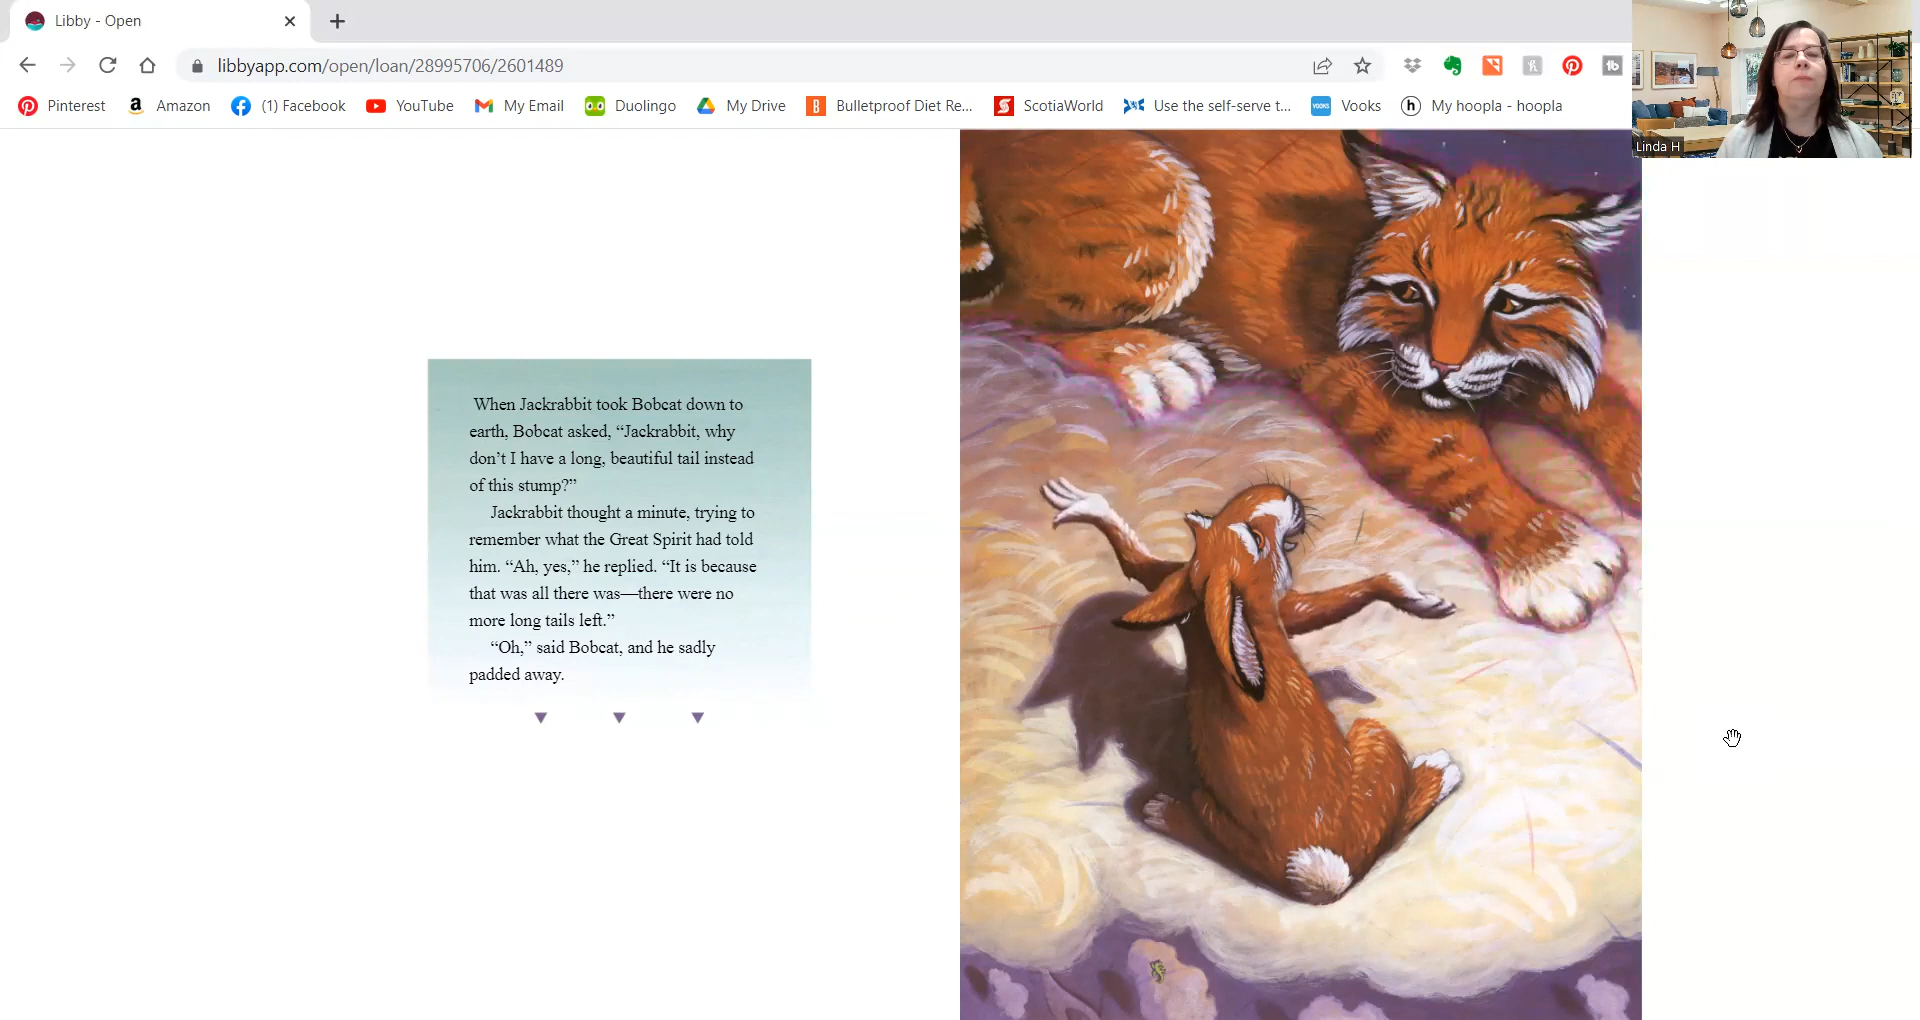 Libby - Open
libbyapp.com/open/loan/28995706/2601489
Pinterest
Amazon
(1) Facebook
YouTube
My Email
Duolingo
My Drive
Bulletproof Diet Re...
ScotiaWorld
Use the self-serve t...
Vooks
My hoopla - hoopla
Linda H
When Jackrabbit took Bobcat down to
earth, Bobcat asked, “Jackrabbit, why
don’t I have a long, beautiful tail instead
of this stump?”
Jackrabbit thought a minute, trying to
remember what the Great Spirit had told
him. “Ah, yes,” he replied. “It is because
that was all there was—there were no
more long tails left.”
“Oh,” said Bobcat, and he sadly
padded away.